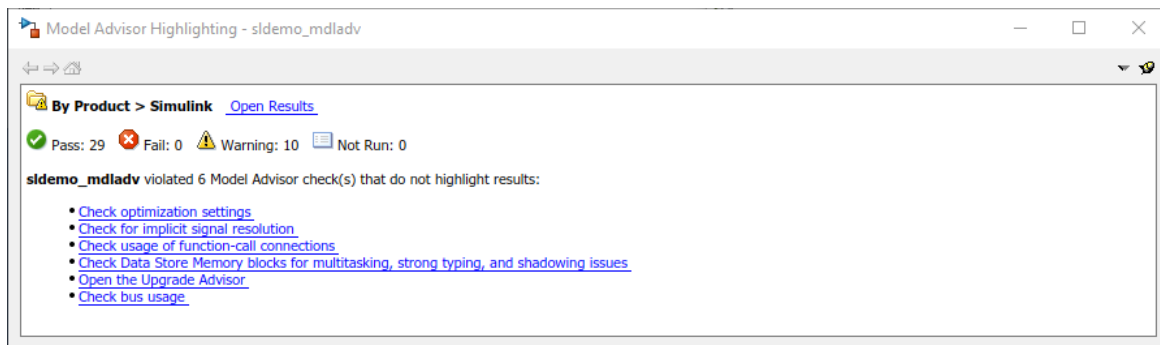 Model Advisor Highlighting - sldemo_mdladv
By Product > Simulink Open Results
Pass: 29 Fail: 0 Warning: 10 Not Run: 0
sldemo_mdladv violated 6 Model Advisor check(s) that do not highlight results:
• Check optimization settings
• Check for implicit signal resolution
• Check usage of function-call connections
• Check Data Store Memory blocks for multitasking, strong typing, and shadowing issues
• Open the Upgrade Advisor
• Check bus usage